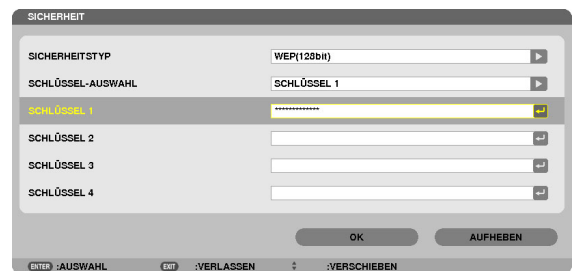 SICHERHEIT
SICHERHEITSTYP WEP(128bit)
SCHLÜSSEL-AUSWAHL SCHLÜSSEL 1
SCHLÜSSEL 1 *************
SCHLÜSSEL 2
SCHLÜSSEL 3
SCHLÜSSEL 4
OK AUFHEBEN
ENTER :AUSWAHL EXIT :VERLASSEN :VERSCHIEBEN